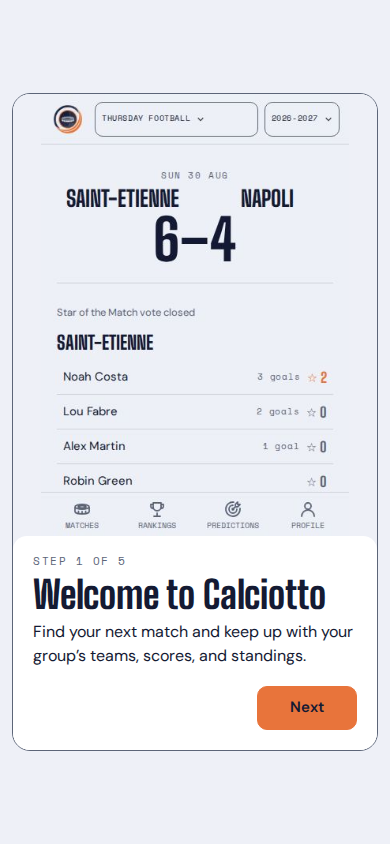 THURSDAY FOOTBALL
2026-2027
SUN 30 AUG
SAINT-ETIENNE NAPOLI
6–4
Star of the Match vote closed
SAINT-ETIENNE
Noah Costa 3 goals ☆ 2
Lou Fabre 2 goals ☆ 0
Alex Martin 1 goal ☆ 0
Robin Green ☆ 0
MATCHES RANKINGS PREDICTIONS PROFILE
STEP 1 OF 5
Welcome to Calciotto
Find your next match and keep up with your
group’s teams, scores, and standings.
Next